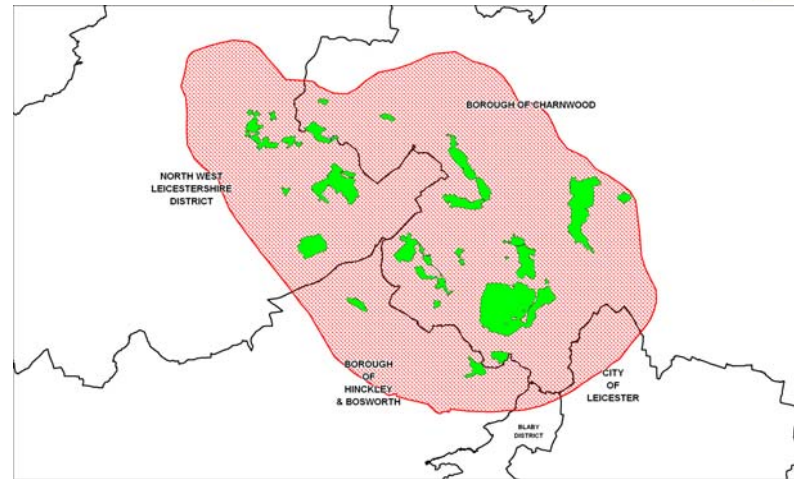 BOROUGH OF CHARNWOOD
NORTH WEST
LEICESTERSHIRE
DISTRICT
BOROUGH
OF
HINCKLEY
& BOSWORTH
CITY
OF
LEICESTER
BLABY
DISTRICT